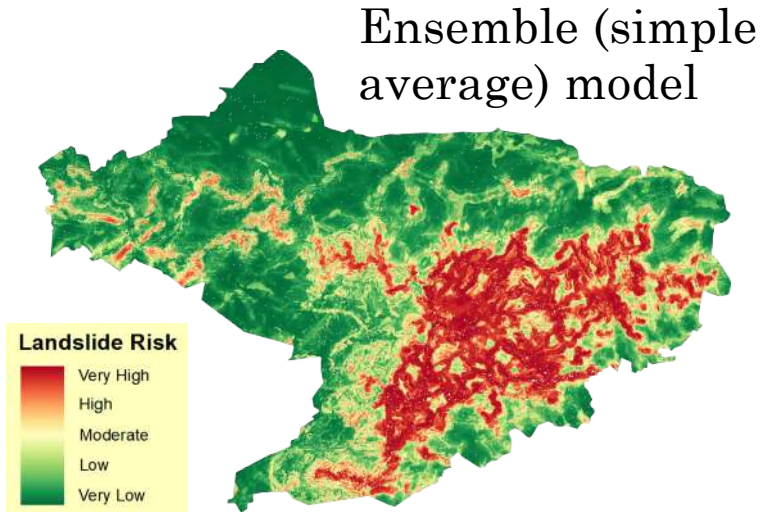 Ensemble (simple
average) model
Landslide Risk
Very High
High
Moderate
Low
Very Low